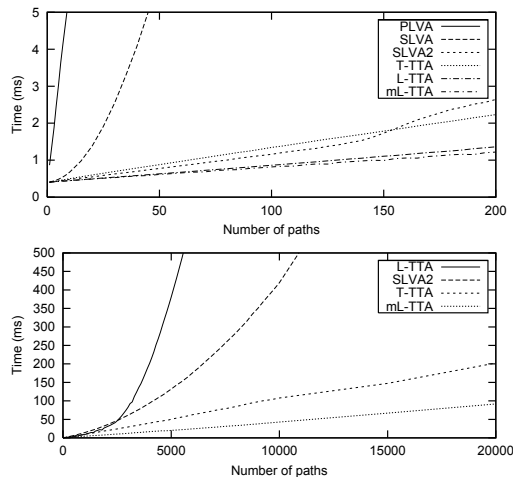 5
4
3
2
1
0
0
50
100
150
200
Time (ms)
Number of paths
PLVA
SLVA
SLVA2
T-TTA
L-TTA
mL-TTA
500
450
400
350
300
250
200
150
100
50
0
0
5000
10000
15000
20000
Time (ms)
Number of paths
L-TTA
SLVA2
T-TTA
mL-TTA